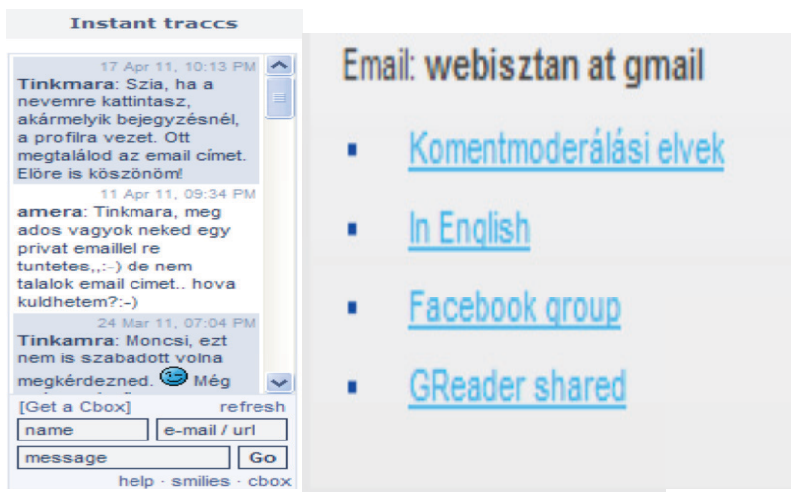 Instant traccs
17 Apr 11, 10:13 PM
Tinkmara: Szia, ha a
nevemre kattintasz,
akármelyik bejegyzésnél,
a profilra vezet. Ott
megtalálod az email címet.
Elöre is köszönöm!
11 Apr 11, 09:34 PM
amera: Tinkmara, meg
ados vagyok neked egy
privat emaillel re
tuntetes,,:-) de nem
talalok email cimet.. hova
kuldhetem?:-)
24 Mar 11, 07:04 PM
Tinkamra: Moncsi, ezt
nem is szabadott volna
megkérdezned. Még
[Get a Cbox] refresh
name e-mail / url
message Go
help · smilies · cbox
Email: webisztan at gmail
Komentmoderálási elvek
In English
Facebook group
GReader shared